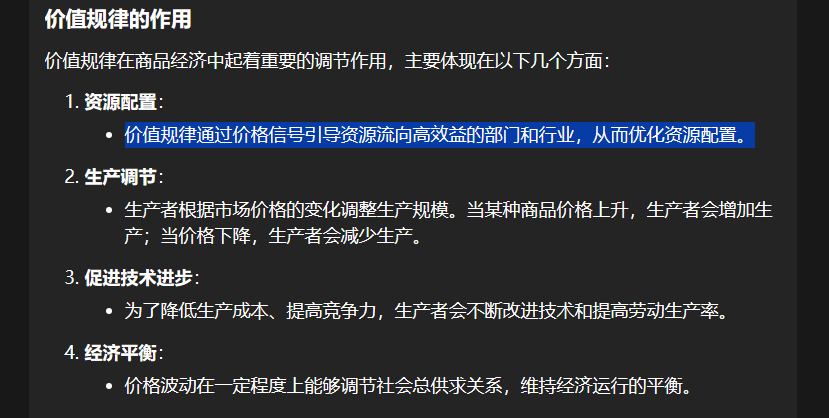 价值规律的作用
价值规律在商品经济中起着重要的调节作用，主要体现在以下几个方面：
1. 资源配置：
• 价值规律通过价格信号引导资源流向高效益的部门和行业，从而优化资源配置。
2. 生产调节：
• 生产者根据市场价格的变化调整生产规模。当某种商品价格上升，生产者会增加生
产；当价格下降，生产者会减少生产。
3. 促进技术进步：
• 为了降低生产成本、提高竞争力，生产者会不断改进技术和提高劳动生产率。
4. 经济平衡：
• 价格波动在一定程度上能够调节社会总供求关系，维持经济运行的平衡。